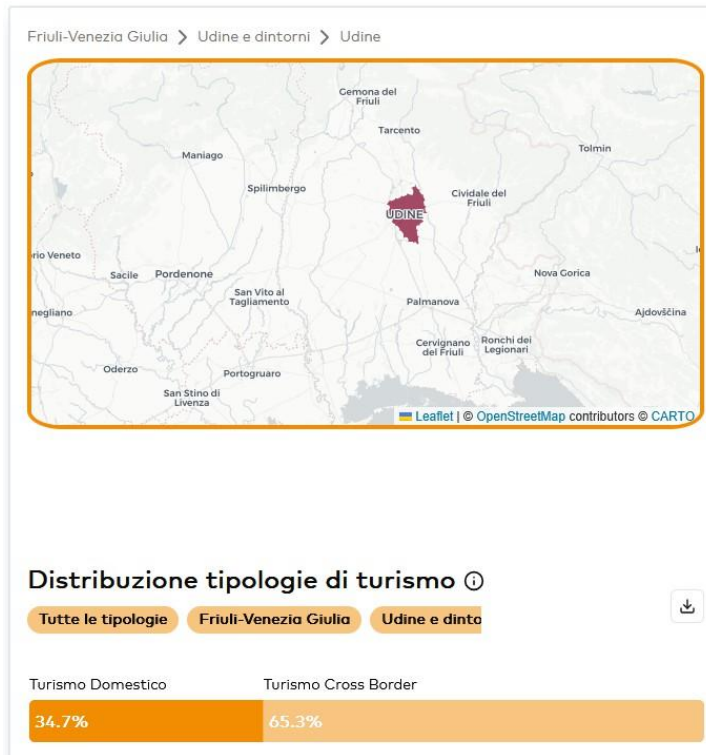 Friuli-Venezia Giulia > Udine e dintorni > Udine
Gemona del
Friuli
Tarcento
Maniago
Tolmin
Spilimbergo
Cividale del
Friuli
UDINE
rio Veneto
Sacile
Pordenone
Nova Gorica
San Vito al
Tagliamento
negliano
Palmanova
Ajdovščina
Cervignano
del Friuli
Ronchi dei
Legionari
Oderzo
Portogruaro
San Stino di
Livenza
Leaflet | © OpenStreetMap contributors © CARTO
Distribuzione tipologie di turismo
Tutte le tipologie Friuli-Venezia Giulia Udine e dinto
Turismo Domestico Turismo Cross Border
34.7% 65.3%